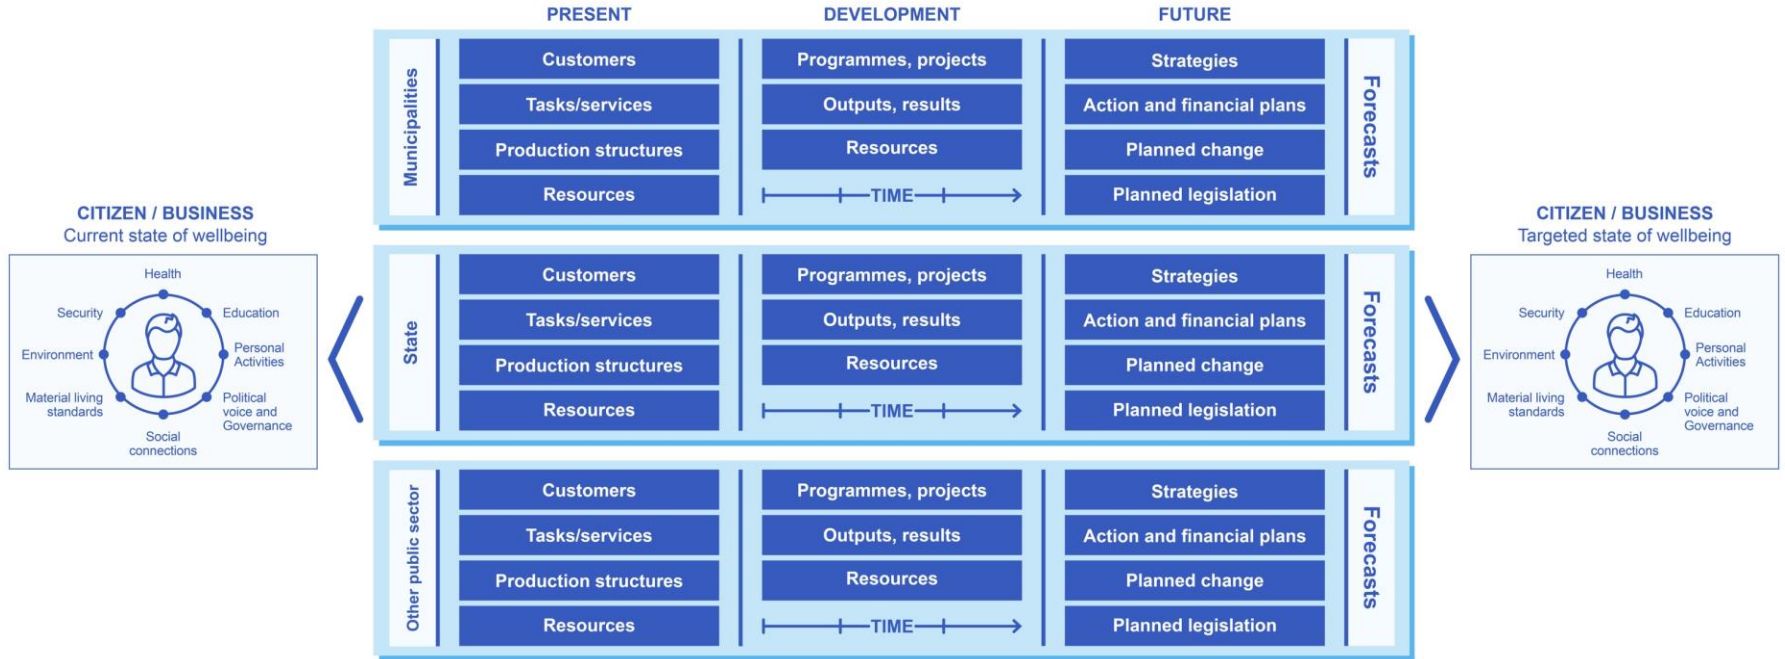 PRESENT
DEVELOPMENT
FUTURE
CITIZEN / BUSINESS
Current state of wellbeing
Health
Security
Education
Environment
Personal
Activities
Material living
standards
Political
voice and
Governance
Social
connections
Municipalities
Customers
Tasks/services
Production structures
Resources
Programmes, projects
Outputs, results
Resources
TIME
Strategies
Action and financial plans
Planned change
Planned legislation
Forecasts
State
Customers
Tasks/services
Production structures
Resources
Programmes, projects
Outputs, results
Resources
TIME
Strategies
Action and financial plans
Planned change
Planned legislation
Forecasts
Other public sector
Customers
Tasks/services
Production structures
Resources
Programmes, projects
Outputs, results
Resources
TIME
Strategies
Action and financial plans
Planned change
Planned legislation
Forecasts
CITIZEN / BUSINESS
Targeted state of wellbeing
Health
Security
Education
Environment
Personal
Activities
Material living
standards
Political
voice and
Governance
Social
connections